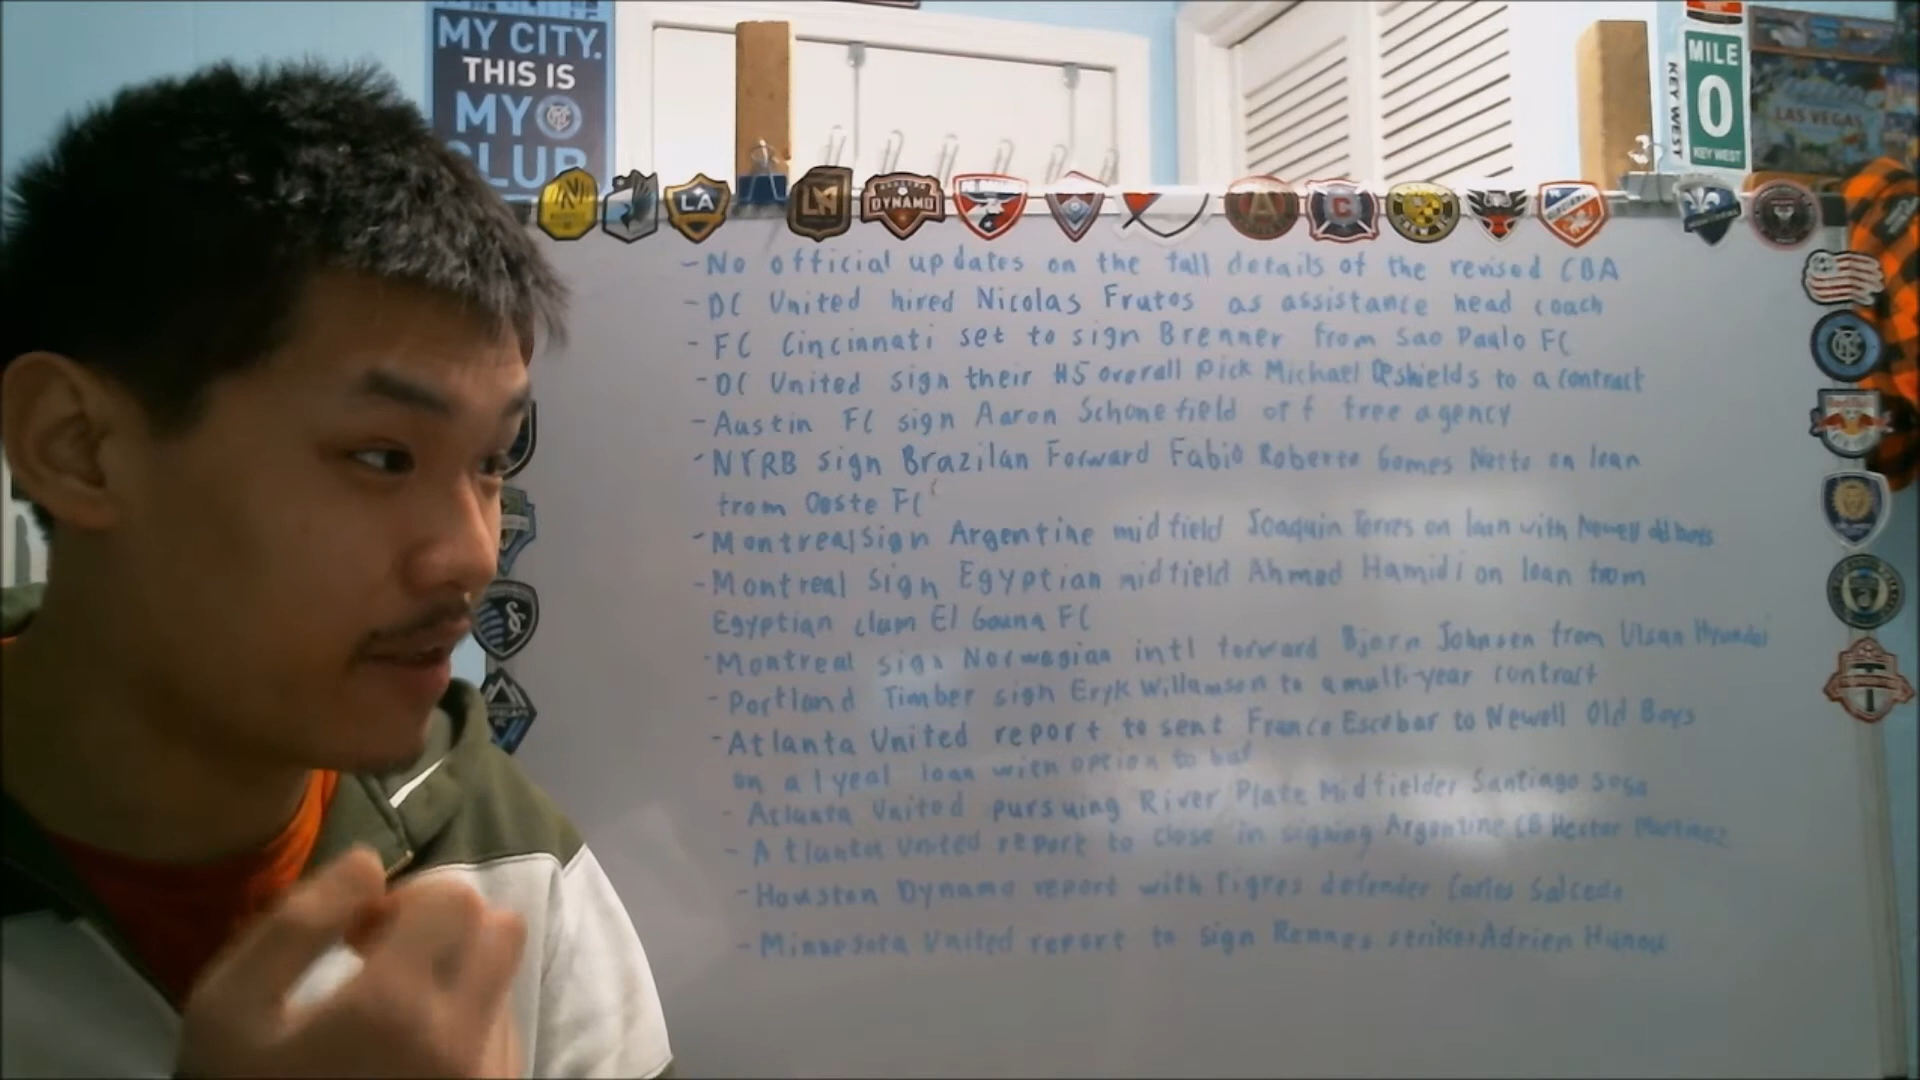 MY CITY.
THIS IS
MY
CLUB
MILE
0
KEY WEST
KEY WEST
LAS VEGAS
N
LA
DYNAMO
A
C
- No official updates on the full details of the revised CBA
- DC United hired Nicolas Frutos as assistance head coach
- FC Cincinnati set to sign Brenner from Sao Paulo FC
- DC United sign their #5 overall pick Michael Deshields to a contract
- Austin FC sign Aaron Schonefield off free agency
- NYRB sign Brazilan Forward Fabio Roberto Gomes Netto on loan
from Oeste FC
- Montreal sign Argentine midfield Joaquin Torres on loan with Newell old boys
- Montreal sign Egyptian midfield Ahmed Hamidi on loan from
Egyptian clum El Gouna FC
- Montreal sign Norwegian intl forward Bjorn Johnsen from Ulsan Hyundai
- Portland Timber sign Eryk Willamson to a multi-year contract
- Atlanta United report to sent Franco Escobar to Newell Old Boys
on a 1 year loan with option to
- Atlanta United pursuing River Plate Midfielder Santiago Sosa
- Atlanta United report to close in signing Argentine CB Hector Martinez
- Houston Dynamo report with Tigres defender Carlos Salcedo
- Minnesota United report to sign Rennes striker Adrien Hunou